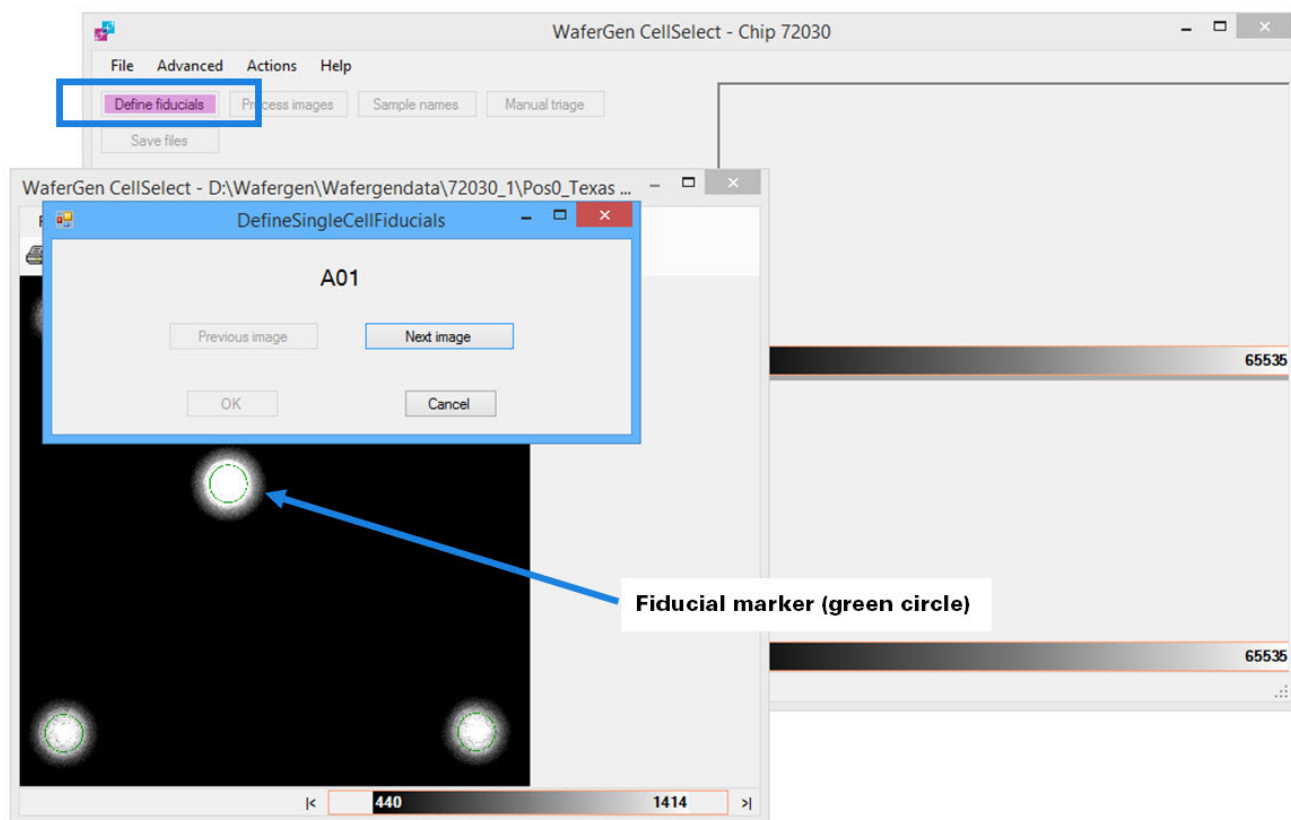 WaferGen CellSelect - Chip 72030
File Advanced Actions Help
Define fiducials Process images Sample names Manual triage
Save files
WaferGen CellSelect - D:\Wafergen\Wafergendata\72030_1\Pos0_Texas ...
DefineSingleCellFiducials
A01
Previous image Next image
65535
OK Cancel
Fiducial marker (green circle)
65535
440 1414